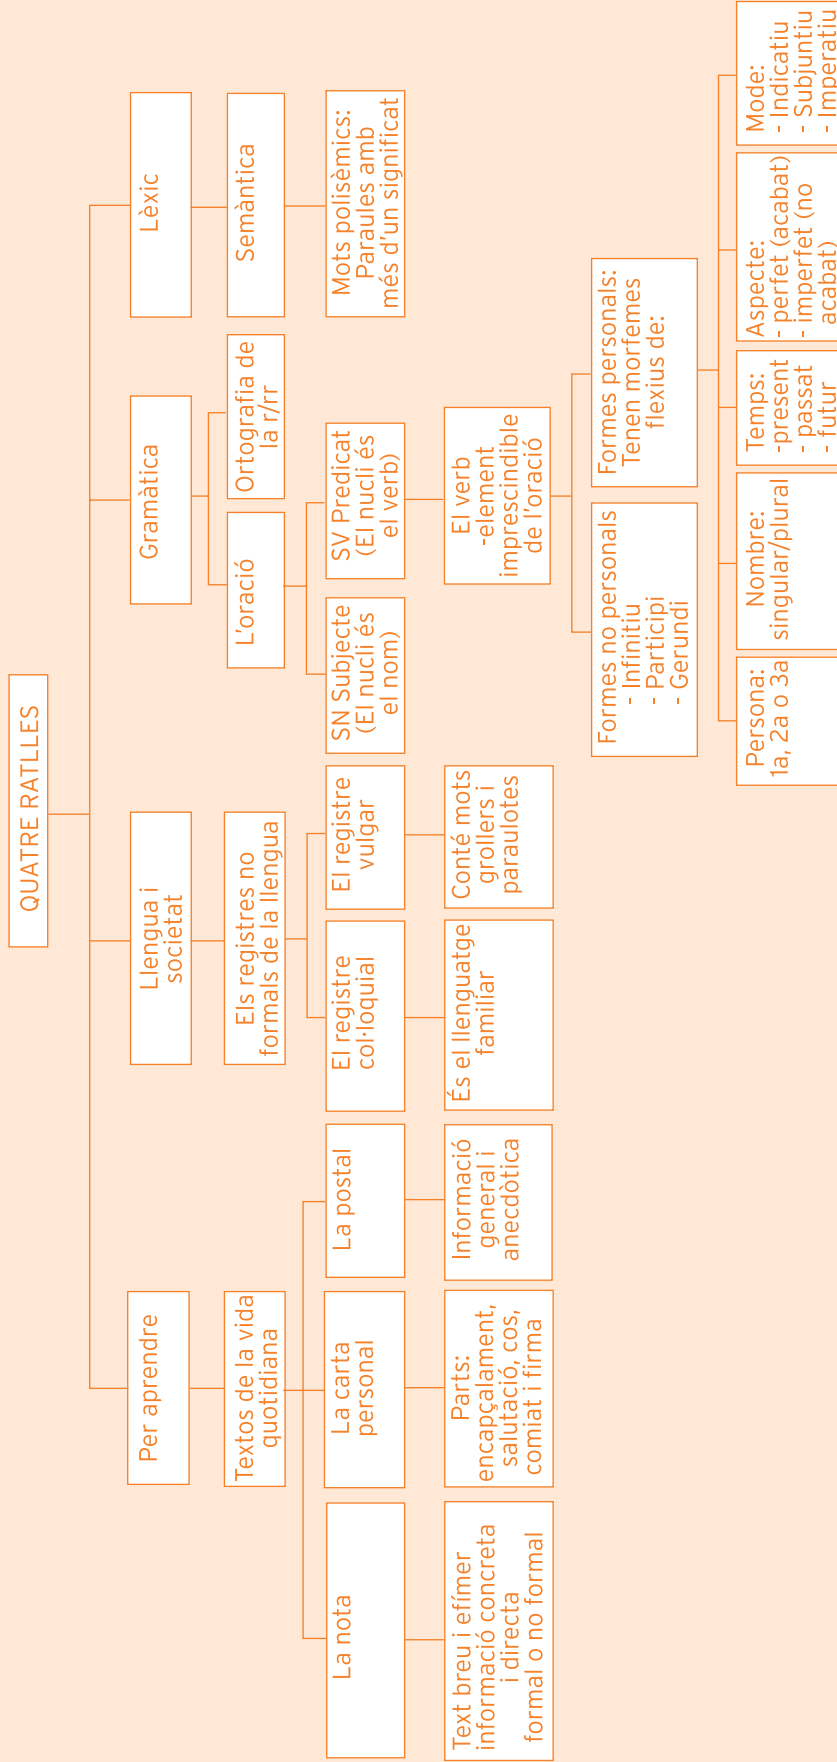 QUATRE RATLLES
Per aprendre
Llengua i
societat
Gramàtica
Lèxic
Textos de la vida
quotidiana
Els registres no
formals de la llengua
L'oració
Ortografia de
la r/rr
Semàntica
La nota
La carta
personal
La postal
El registre
col·loquial
El registre
vulgar
SN Subjecte
(El nucli és
el nom)
SV Predicat
(El nucli és
el verb)
Mots polisèmics:
Paraules amb
més d'un significat
Text breu i efímer
informació concreta
i directa
formal o no formal
Parts:
encapçalament,
salutació, cos,
comiat i firma
Informació
general i
anecdòtica
És el llenguatge
familiar
Conté mots
grollers i
paraulotes
El verb
-element
imprescindible
de l'oració
Formes no personals
- Infinitiu
- Participi
- Gerundi
Formes personals:
Tenen morfemes
flexius de:
Persona:
1a, 2a o 3a
Nombre:
singular/plural
Temps:
-present
- passat
- futur
Aspecte:
- perfet (acabat)
- imperfet (no
acabat)
Mode:
- Indicatiu
- Subjuntiu
- Imperatiu